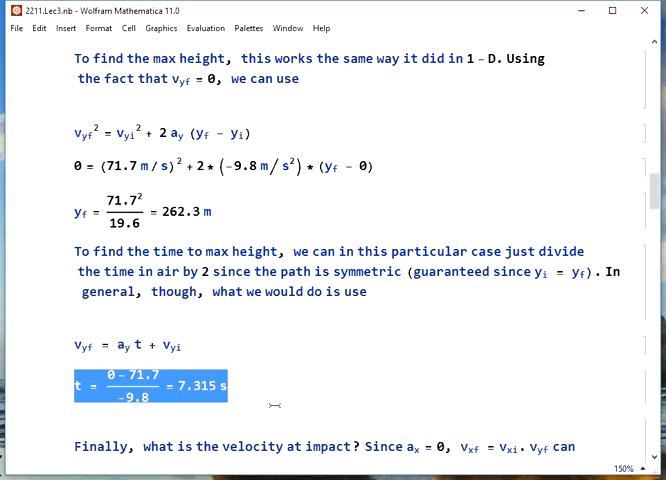 2211.Lec3.nb - Wolfram Mathematica 11.0
File Edit Insert Format Cell Graphics Evaluation Palettes Window Help
To find the max height, this works the same way it did in 1 - D. Using
the fact that vyf = 0, we can use
vyf² = vyi² + 2 ay (yf - yi)
0 = (71.7 m / s)² + 2 * (-9.8 m / s²) * (yf - 0)
yf = 71.7² / 19.6 = 262.3 m
To find the time to max height, we can in this particular case just divide
the time in air by 2 since the path is symmetric (guaranteed since yi = yf). In
general, though, what we would do is use
vyf = ay t + vyi
t = 0 - 71.7 / -9.8 = 7.315 s
Finally, what is the velocity at impact? Since ax = 0, vxf = vxi. vyf can
150%